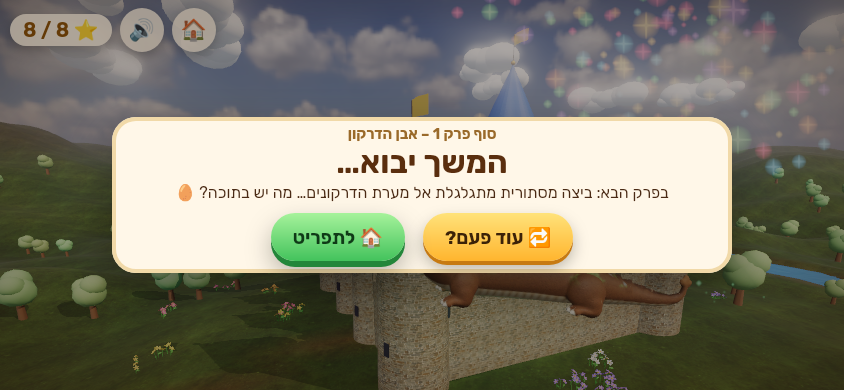 8 / 8 ⭐
סוף פרק 1 – אבן הדרקון
המשך יבוא...
בפרק הבא: ביצה מסתורית מתגלגלת אל מערת הדרקונים... מה יש בתוכה? 🥚
🔁 עוד פעם?
🏠 לתפריט